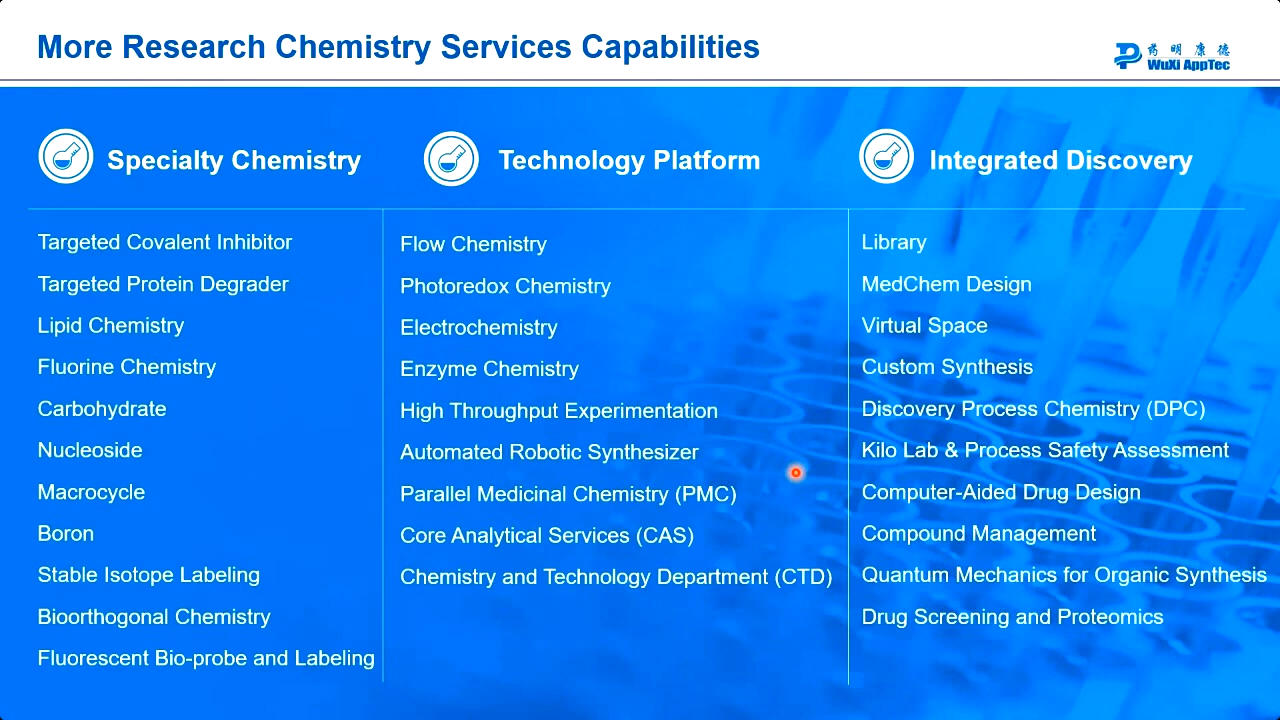 More Research Chemistry Services Capabilities
药明康德
WuXi AppTec
Specialty Chemistry
Targeted Covalent Inhibitor
Targeted Protein Degrader
Lipid Chemistry
Fluorine Chemistry
Carbohydrate
Nucleoside
Macrocycle
Boron
Stable Isotope Labeling
Bioorthogonal Chemistry
Fluorescent Bio-probe and Labeling
Technology Platform
Flow Chemistry
Photoredox Chemistry
Electrochemistry
Enzyme Chemistry
High Throughput Experimentation
Automated Robotic Synthesizer
Parallel Medicinal Chemistry (PMC)
Core Analytical Services (CAS)
Chemistry and Technology Department (CTD)
Integrated Discovery
Library
MedChem Design
Virtual Space
Custom Synthesis
Discovery Process Chemistry (DPC)
Kilo Lab & Process Safety Assessment
Computer-Aided Drug Design
Compound Management
Quantum Mechanics for Organic Synthesis
Drug Screening and Proteomics